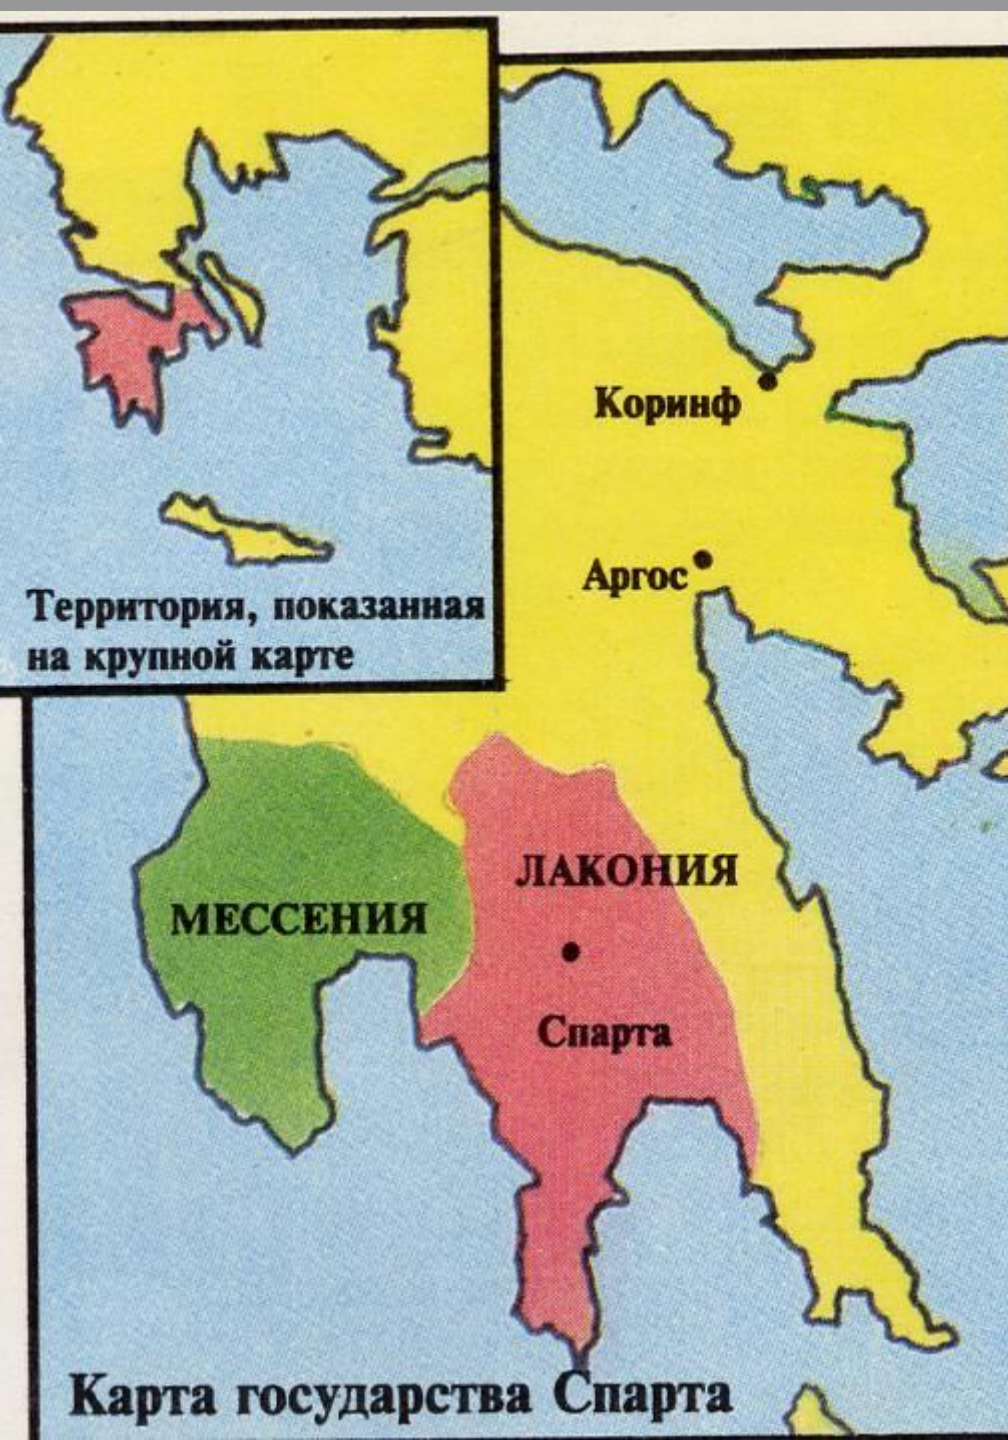 Территория, показанная
на крупной карте
Коринф
Аргос
ЛАКОНИЯ
МЕССЕНИЯ
Спарта
Карта государства Спарта